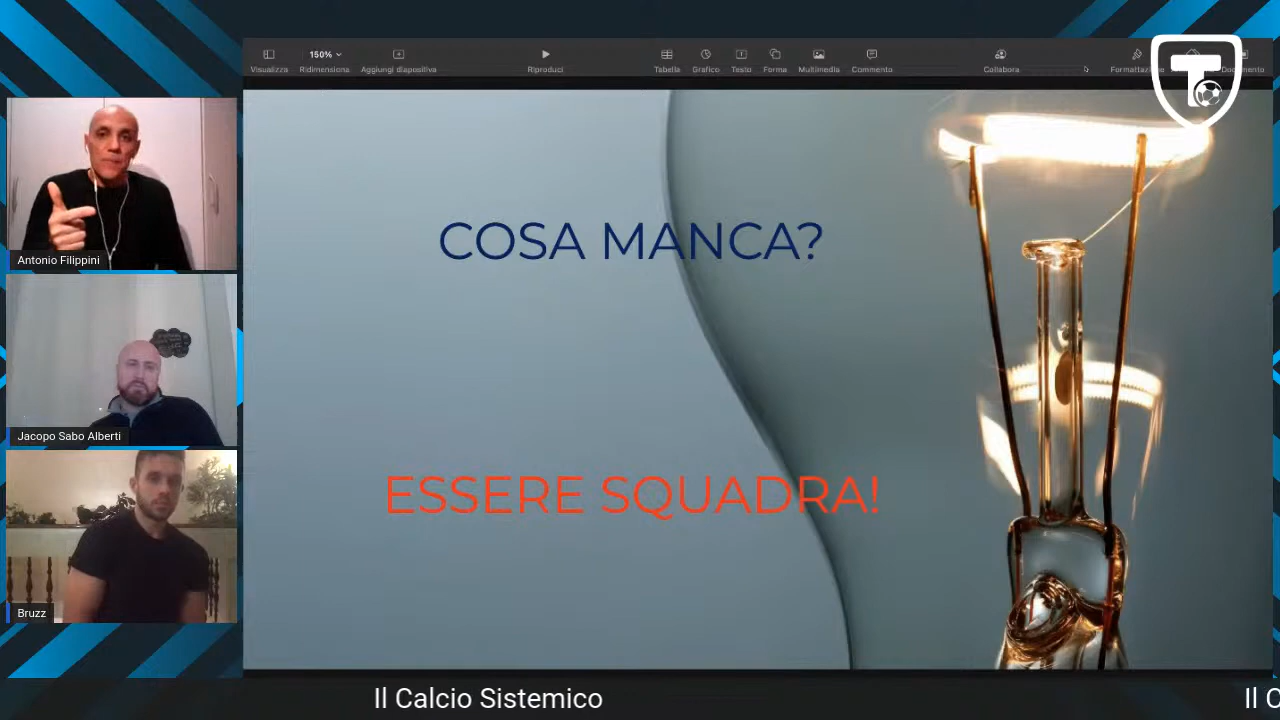 150%
Visualizza Ridimensiona Aggiungi diapositiva Riproduci Tabella Grafico Testo Forma Multimedia Commento Collabora
T
COSA MANCA?
ESSERE SQUADRA!
Antonio Filippini
Jacopo Sabo Alberti
Bruzz
Il Calcio Sistemico Il C